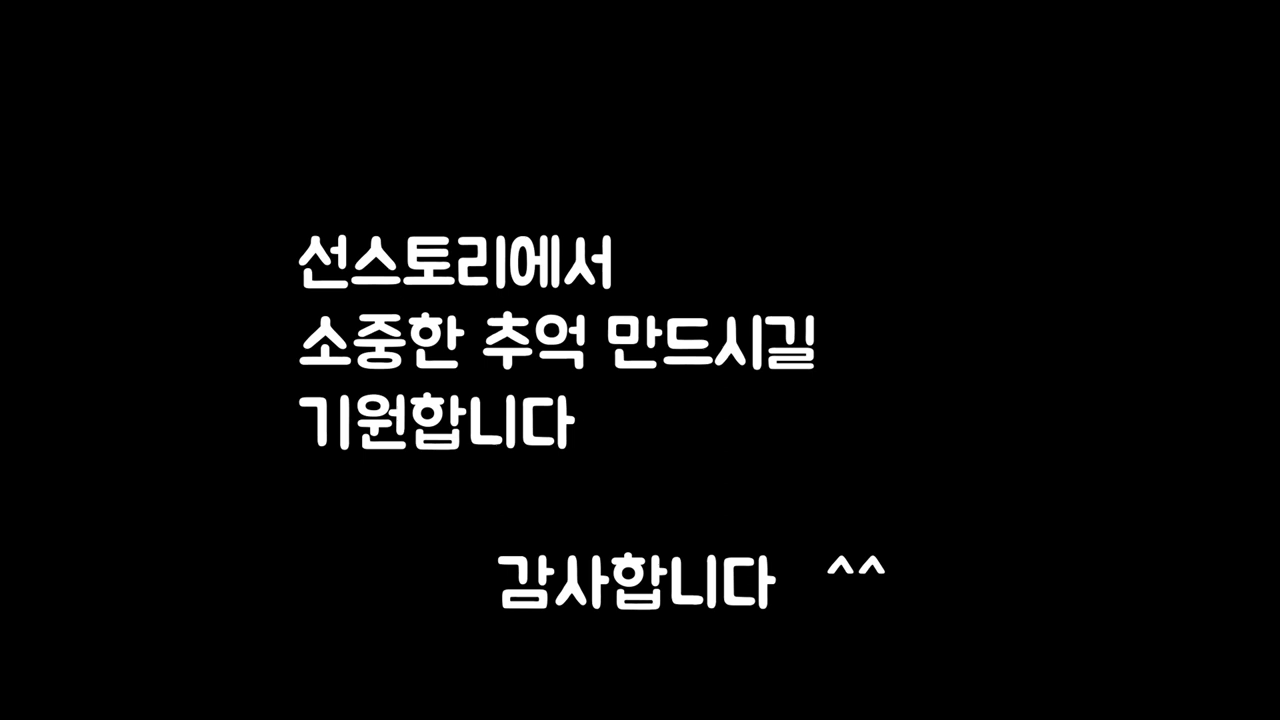 선스토리에서
소중한 추억 만드시길
기원합니다
감사합니다 ^^